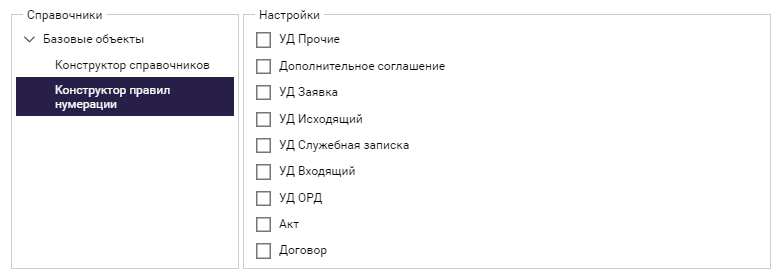 Справочники
Базовые объекты
Конструктор справочников
Конструктор правил
нумерации
Настройки
УД Прочие
Дополнительное соглашение
УД Заявка
УД Исходящий
УД Служебная записка
УД Входящий
УД ОРД
Акт
Договор